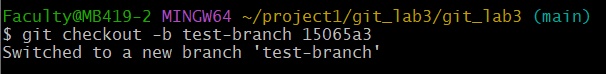 Faculty@MB419-2 MINGW64 ~/project1/git_lab3/git_lab3 (main)
$ git checkout -b test-branch 15065a3
Switched to a new branch 'test-branch'